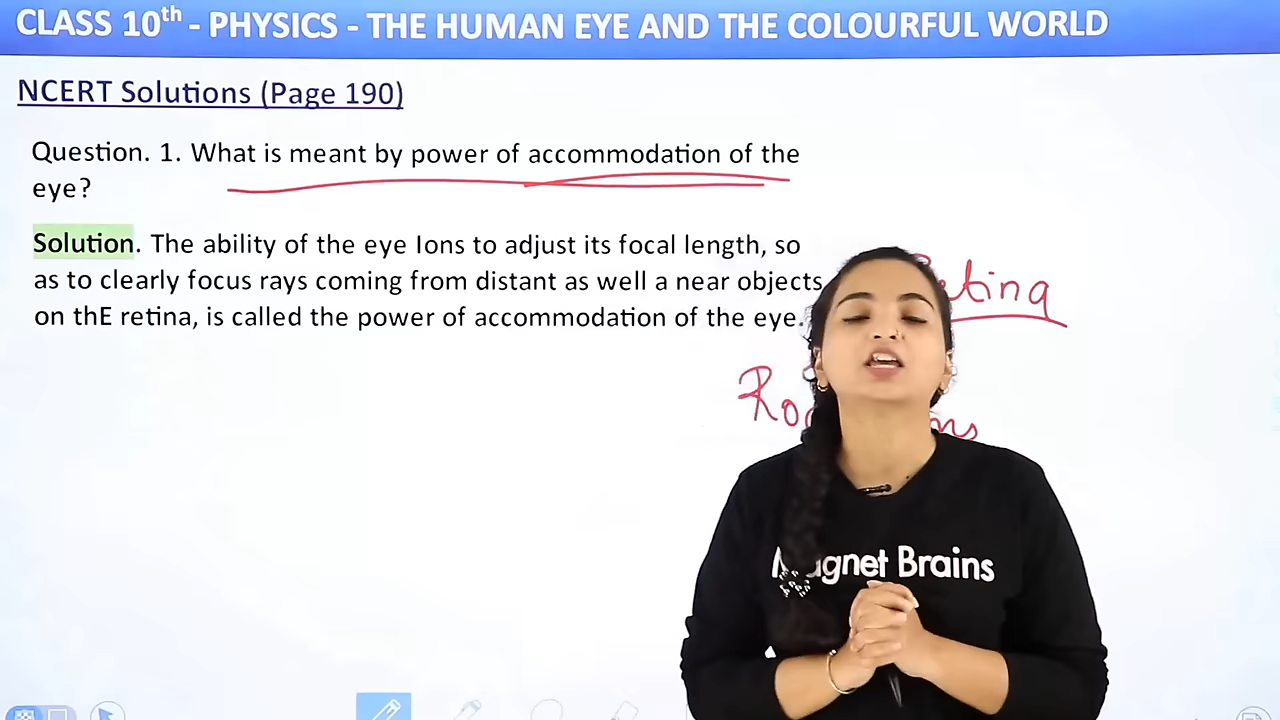 CLASS 10th - PHYSICS - THE HUMAN EYE AND THE COLOURFUL WORLD
NCERT Solutions (Page 190)
Question. 1. What is meant by power of accommodation of the
eye?
Solution. The ability of the eye Ions to adjust its focal length, so
as to clearly focus rays coming from distant as well a near objects
on thE retina, is called the power of accommodation of the eye.
Magnet Brains